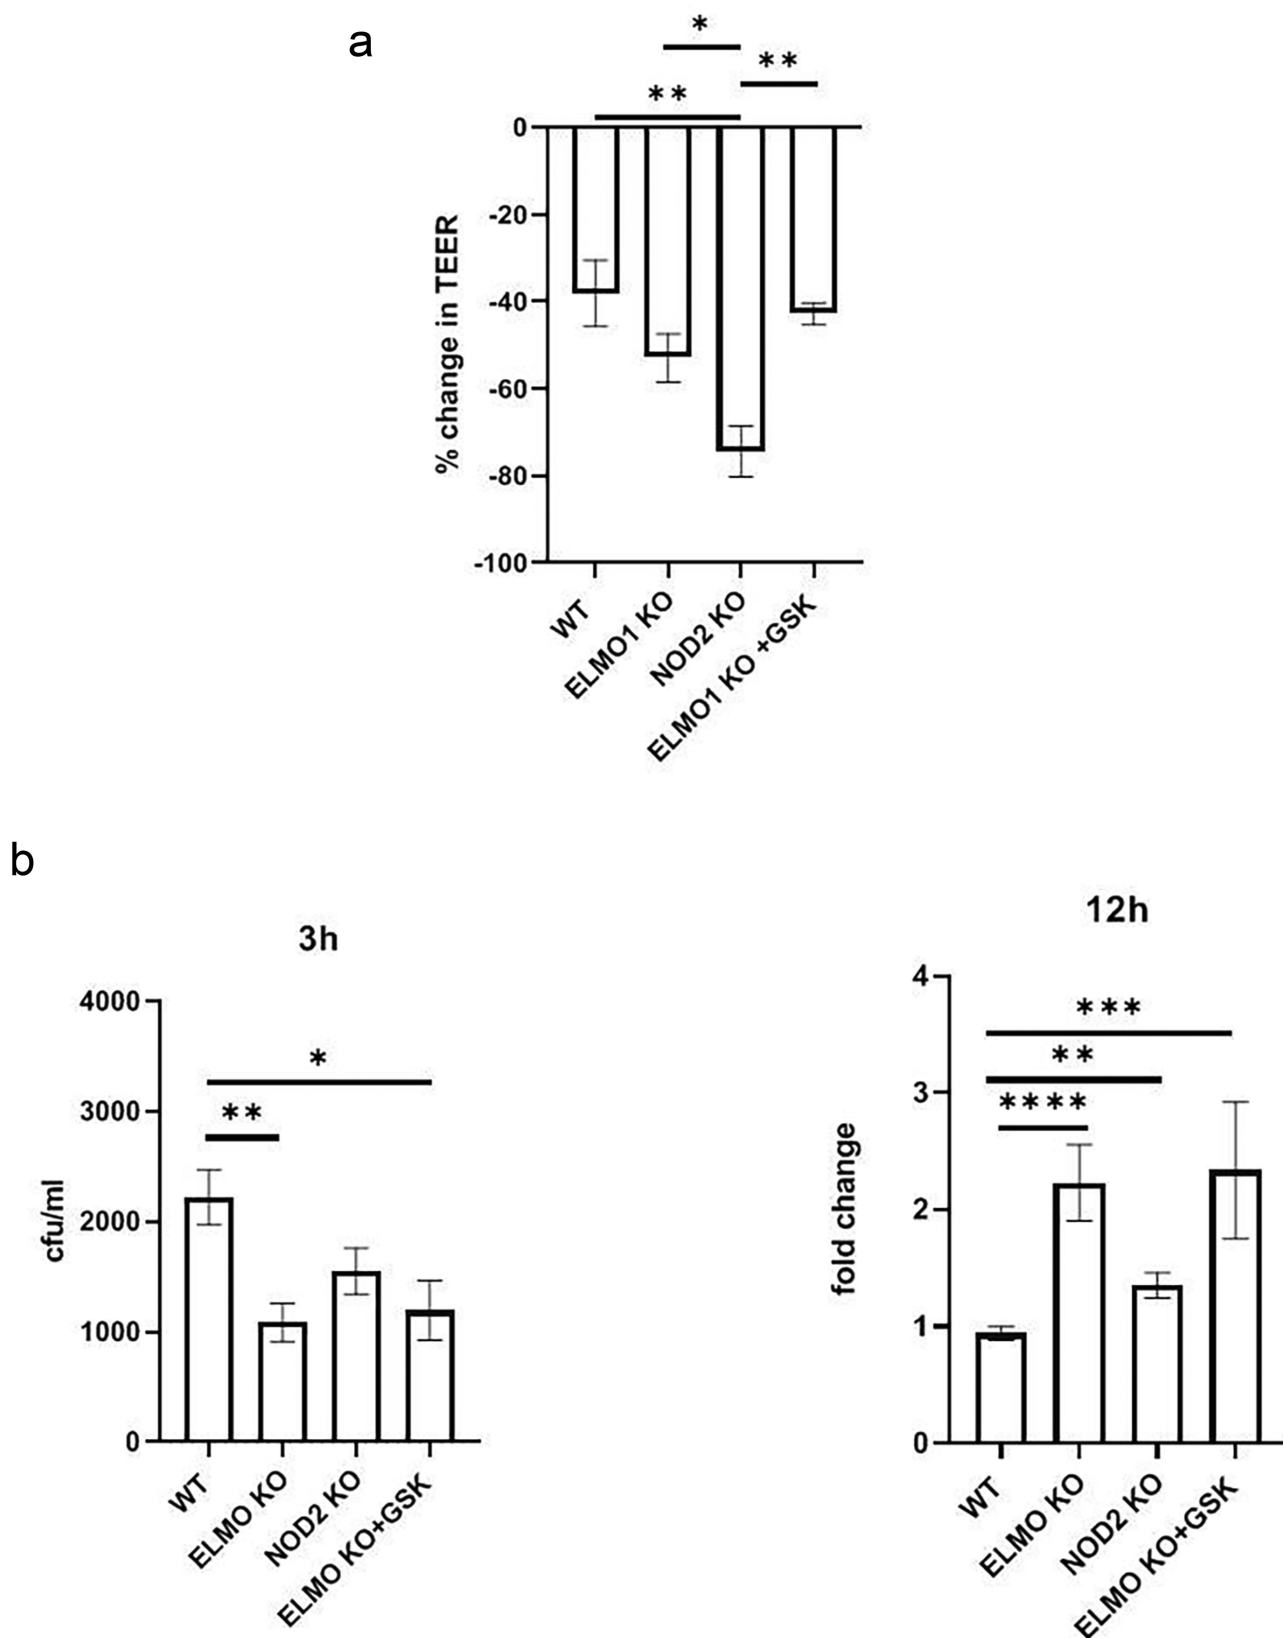 a
*
**
**
0
-20
-40
-60
-80
-100
% change in TEER
WT
ELMO1 KO
NOD2 KO
ELMO1 KO +GSK
b
3h
4000
3000
2000
1000
0
cfu/ml
*
**
WT
ELMO KO
NOD2 KO
ELMO KO+GSK
12h
4
3
2
1
0
fold change
***
**
****
WT
ELMO KO
NOD2 KO
ELMO KO+GSK